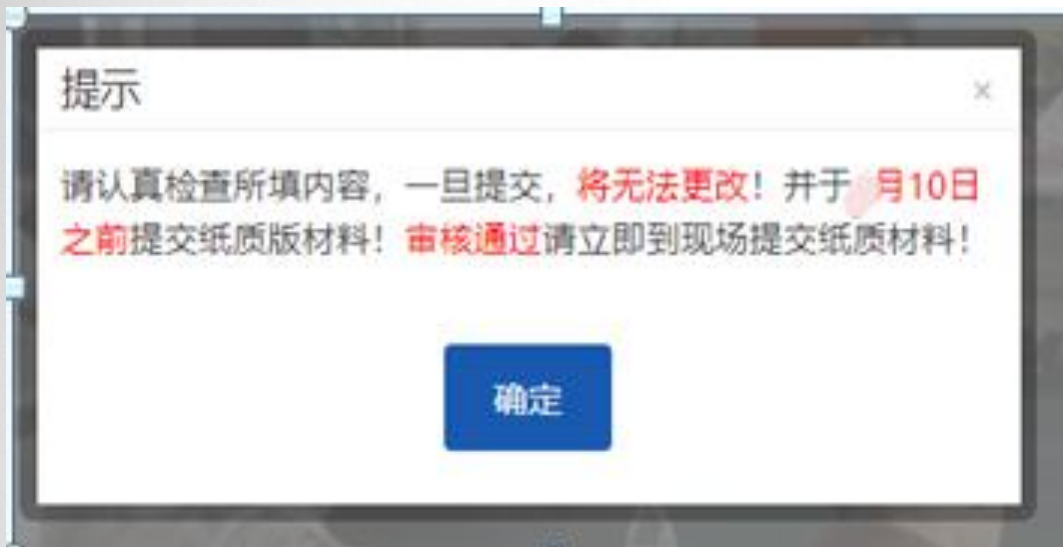 提示
×
请认真检查所填内容，一旦提交，将无法更改！并于月10日
之前提交纸质版材料！审核通过请立即到现场提交纸质材料！
确定